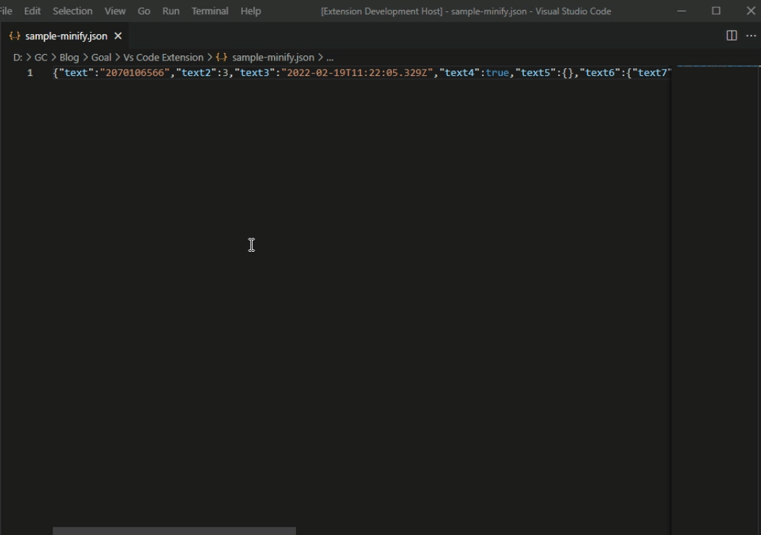 File Edit Selection View Go Run Terminal Help [Extension Development Host] - sample-minify.json - Visual Studio Code
{..} sample-minify.json
D: > GC > Blog > Goal > Vs Code Extension > {..} sample-minify.json > ...
1 {"text":"2070106566","text2":3,"text3":"2022-02-19T11:22:05.329Z","text4":true,"text5":{},"text6":{"text7"